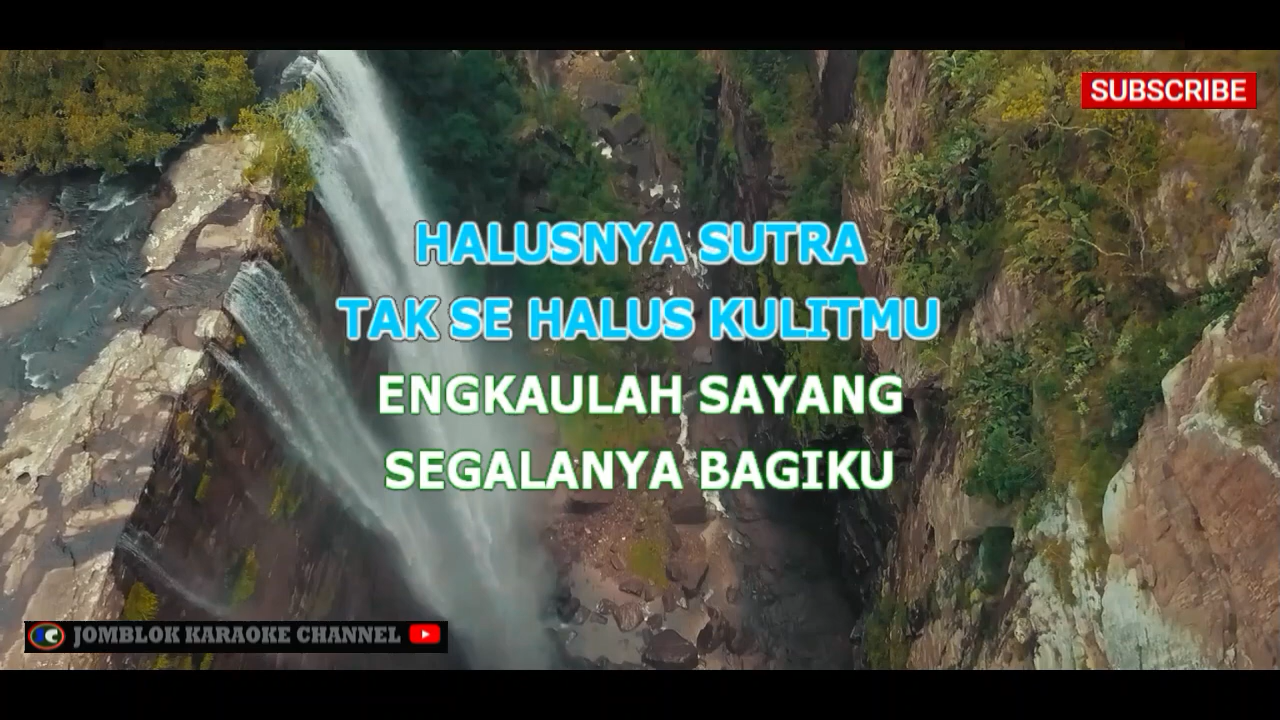 SUBSCRIBE
HALUSNYA SUTRA
TAK SE HALUS KULITMU
ENGKAULAH SAYANG
SEGALANYA BAGIKU
JOMBLOK KARAOKE CHANNEL